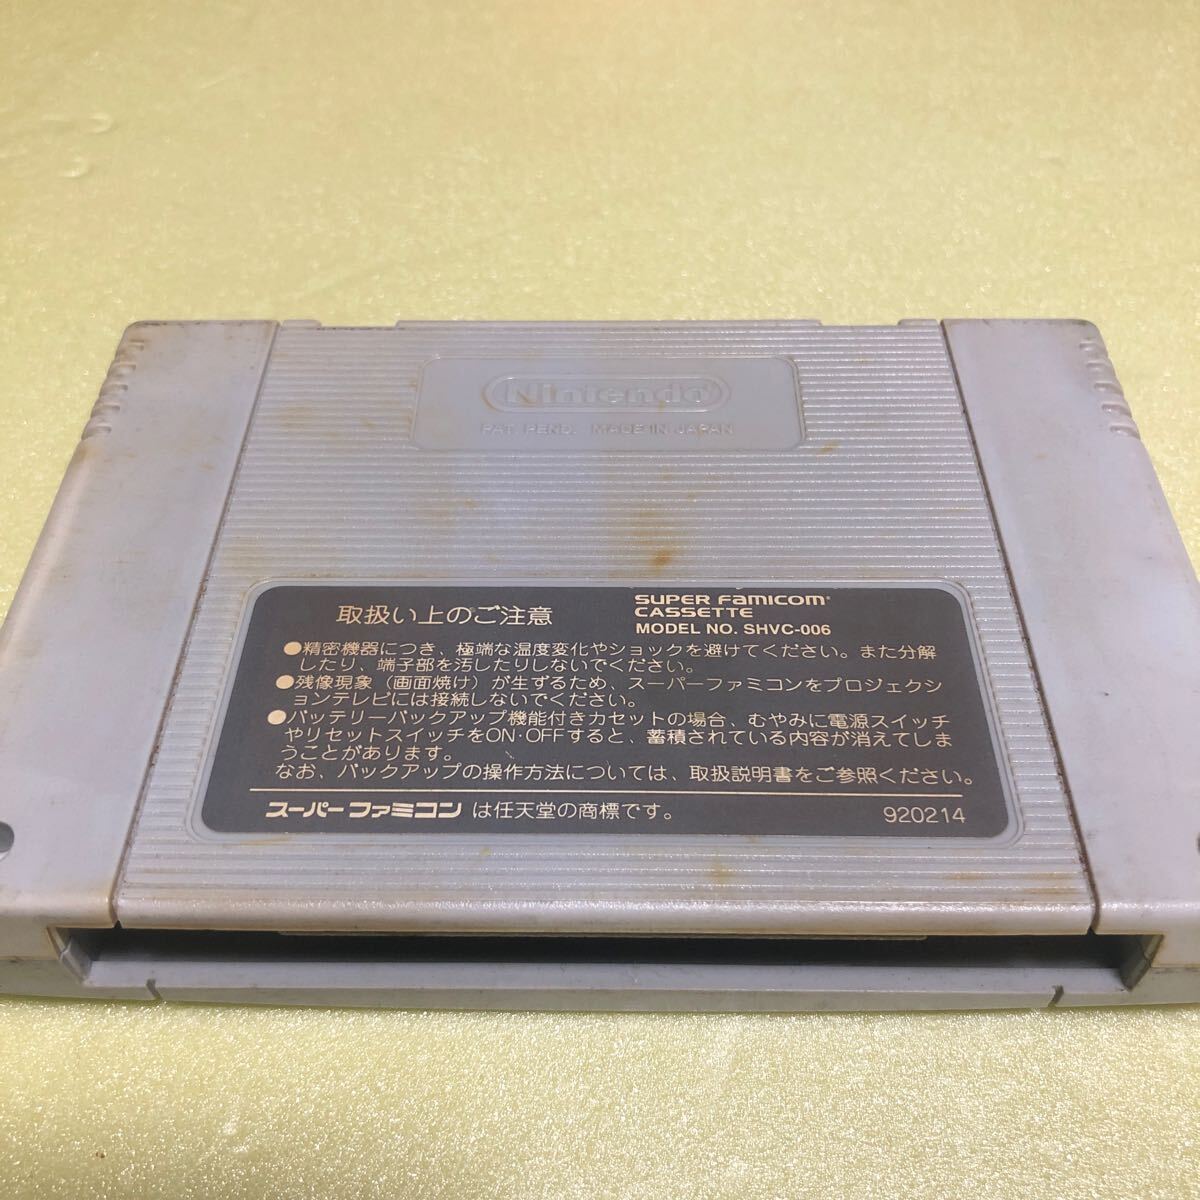 Nintendo
PAT. PEND. MADE IN JAPAN
取扱い上のご注意
SUPER FAMICOM®
CASSETTE
MODEL NO. SHVC-006
●精密機器につき、極端な温度変化やショックを避けてください。また分解
したり、端子部を汚したりしないでください。
●残像現象（画面焼け）が生ずるため、スーパーファミコンをプロジェクシ
ョンテレビには接続しないでください。
●バッテリーバックアップ機能付きカセットの場合、むやみに電源スイッチ
やリセットスイッチをON・OFFすると、蓄積されている内容が消えてしま
うことがあります。
なお、バックアップの操作方法については、取扱説明書をご参照ください。
スーパーファミコン は任天堂の商標です。
920214